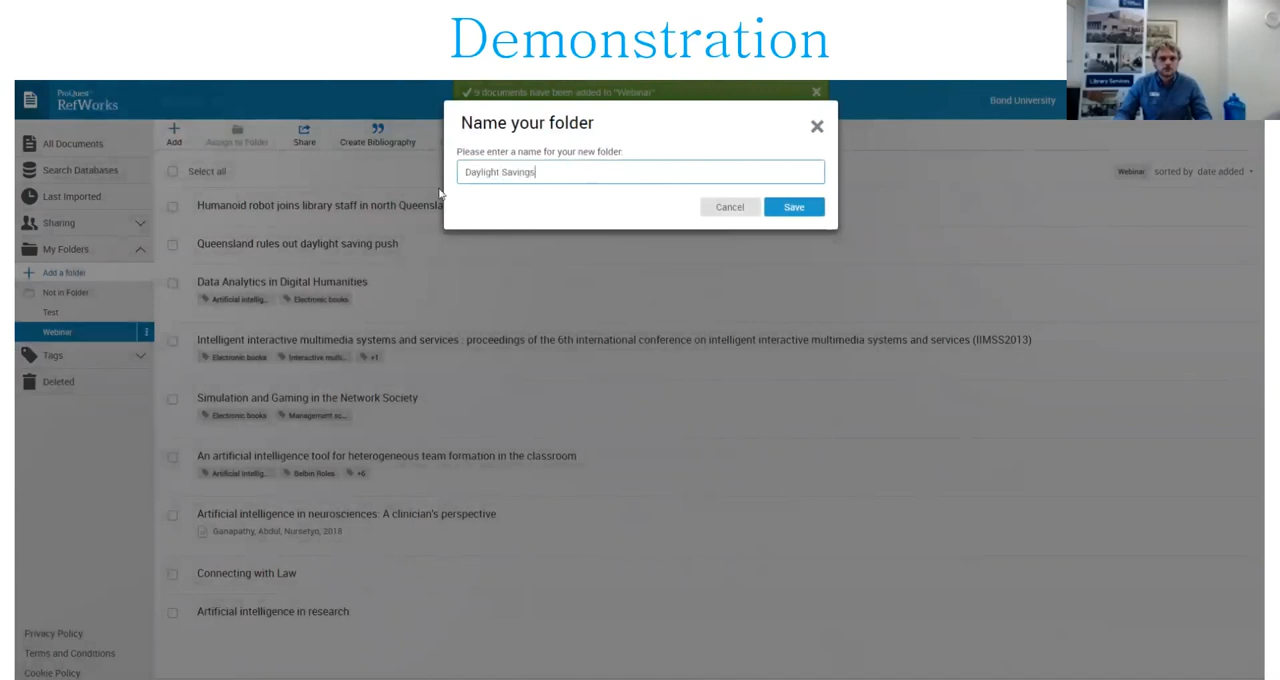 Demonstration
Library Services
ProQuest
RefWorks
9 documents have been added to "Webinar"
Bond University
Name your folder
Please enter a name for your new folder.
Daylight Savings
Cancel
Save
All Documents
Search Databases
Last Imported
Sharing
My Folders
Add a folder
Not in Folder
Test
Webinar
Tags
Deleted
Privacy Policy
Terms and Conditions
Cookie Policy
Add
Assign to Folder
Share
Create Bibliography
Select all
Webinar sorted by date added
Humanoid robot joins library staff in north Queensla
Queensland rules out daylight saving push
Data Analytics in Digital Humanities
Artificial intellig... Electronic books
Intelligent interactive multimedia systems and services : proceedings of the 6th international conference on intelligent interactive multimedia systems and services (IIMSS2013)
Electronic books Interactive multi... +1
Simulation and Gaming in the Network Society
Electronic books Management sc...
An artificial intelligence tool for heterogeneous team formation in the classroom
Artificial Intellig... Belbin Roles +6
Artificial intelligence in neurosciences: A clinician's perspective
Ganapathy, Abdul, Nursetyo, 2018
Connecting with Law
Artificial intelligence in research